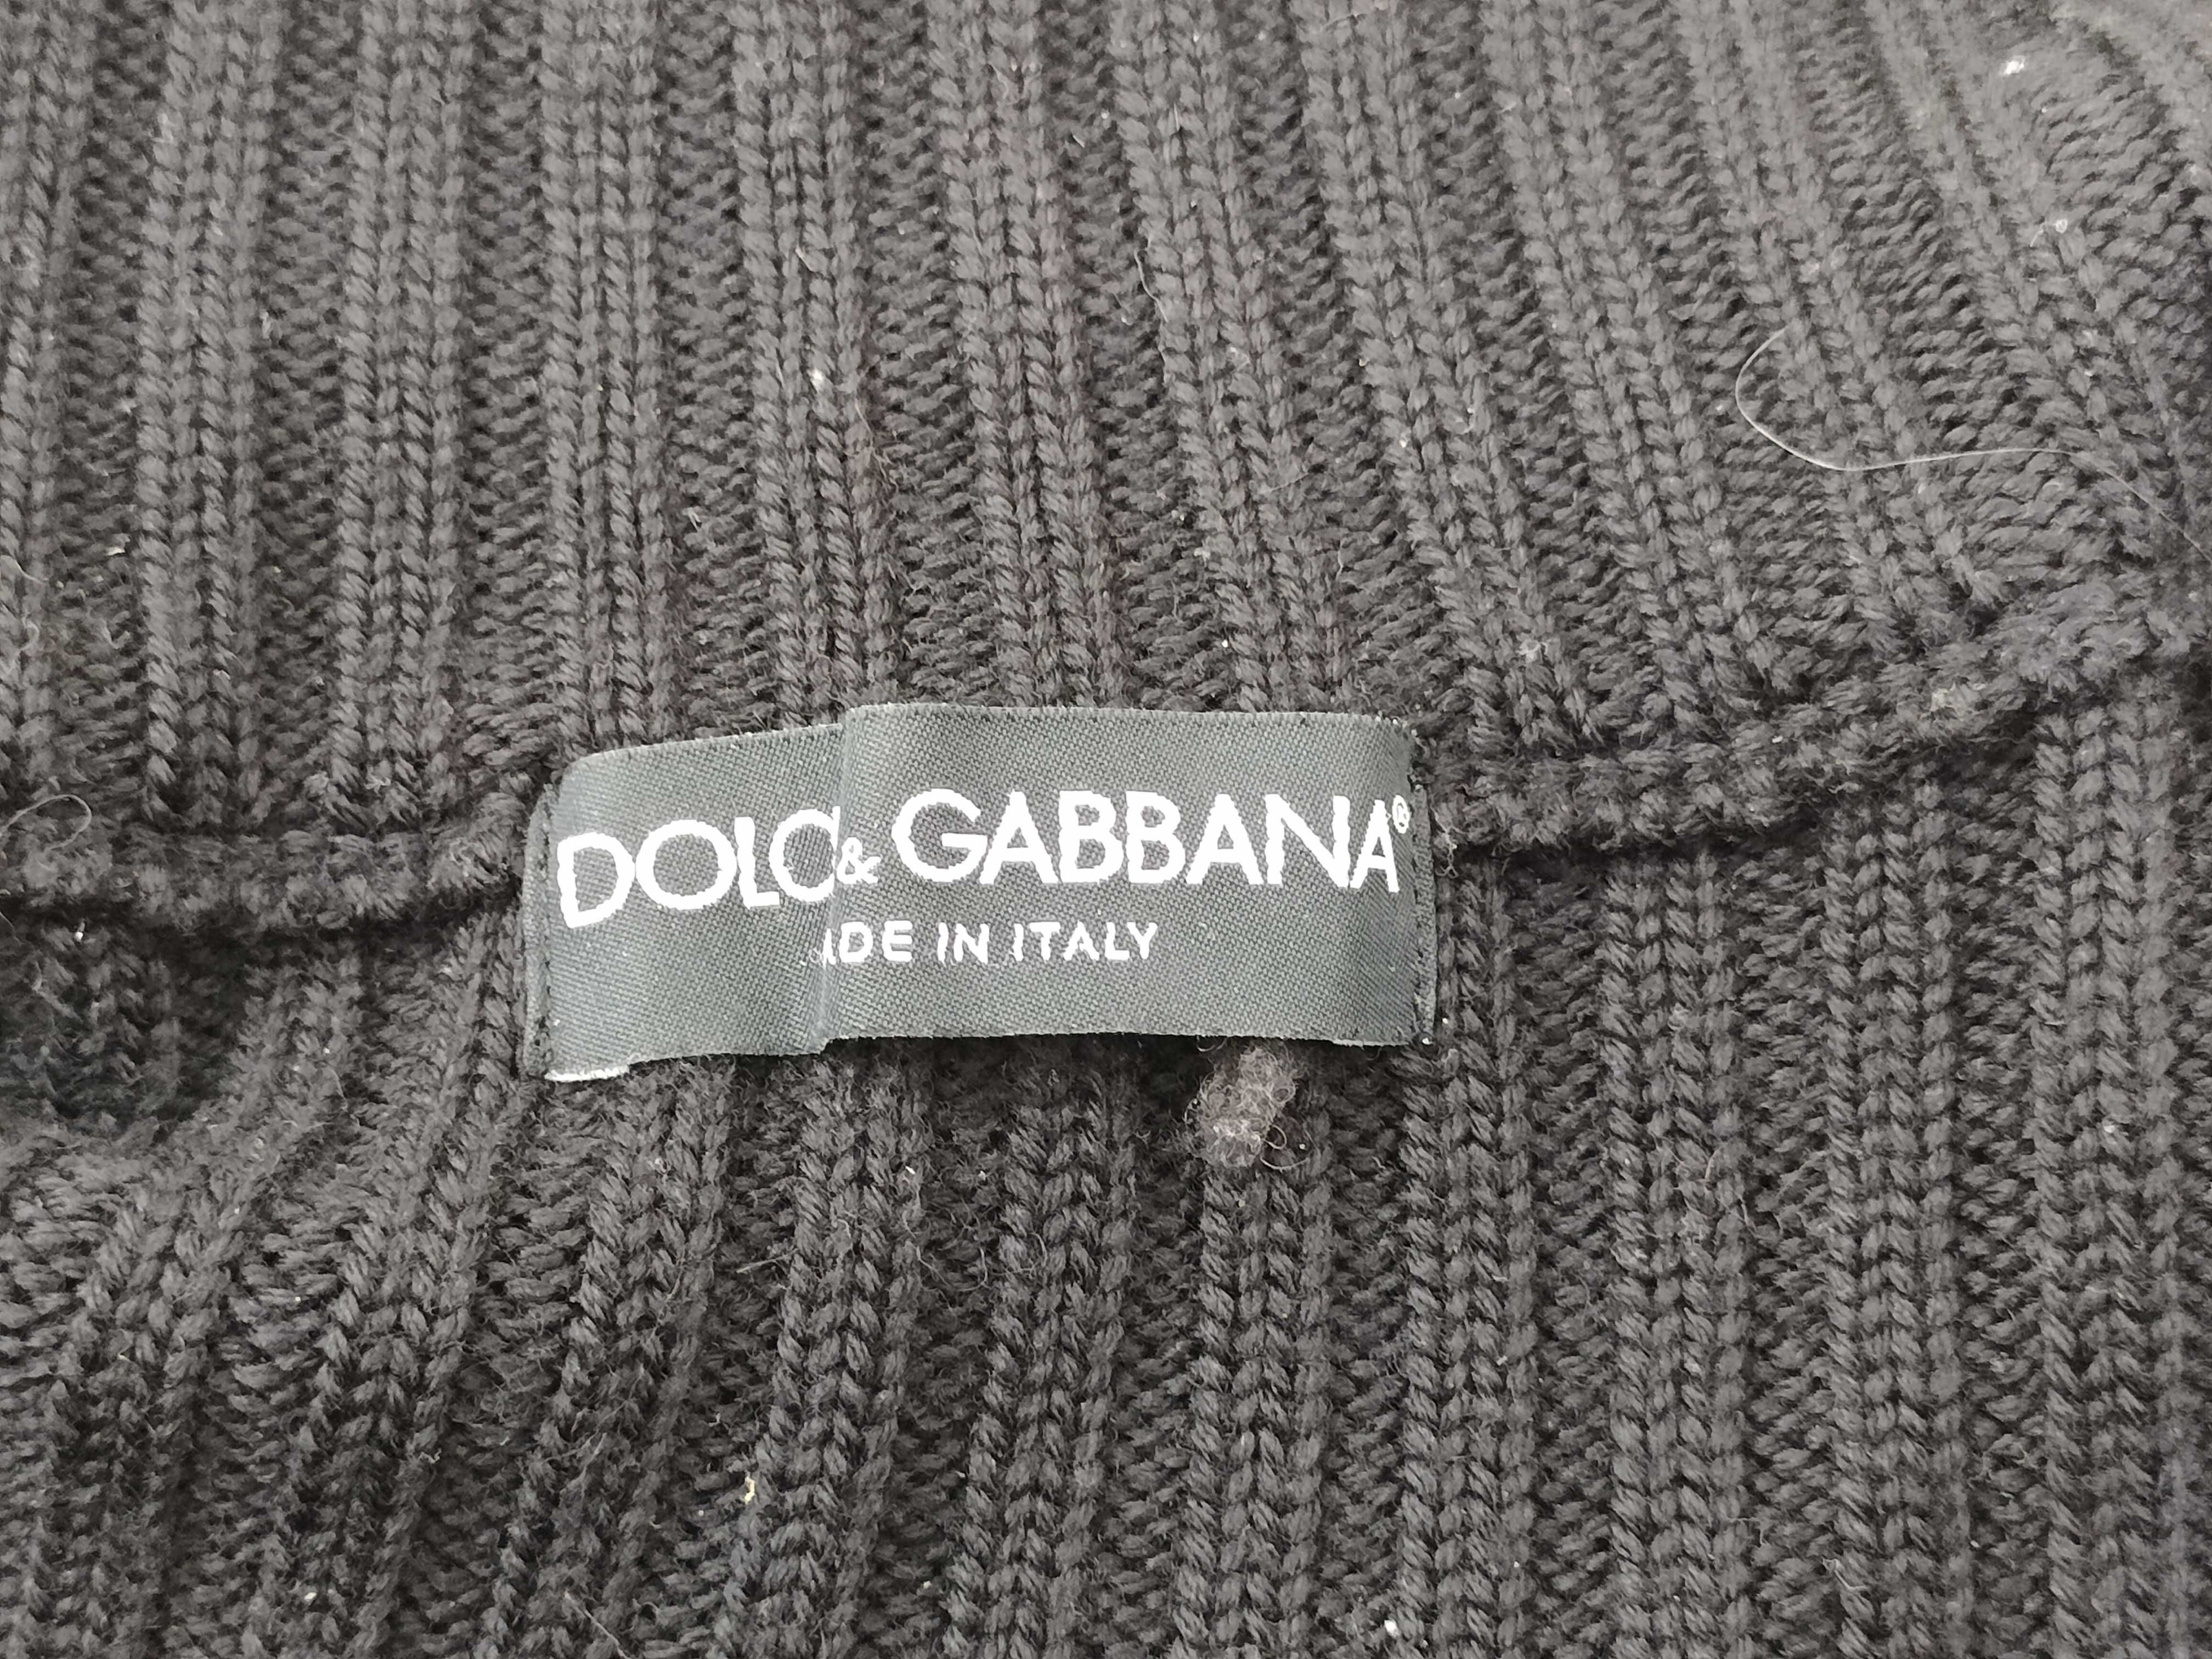 DOLC& GABBANA®
ADE IN ITALY